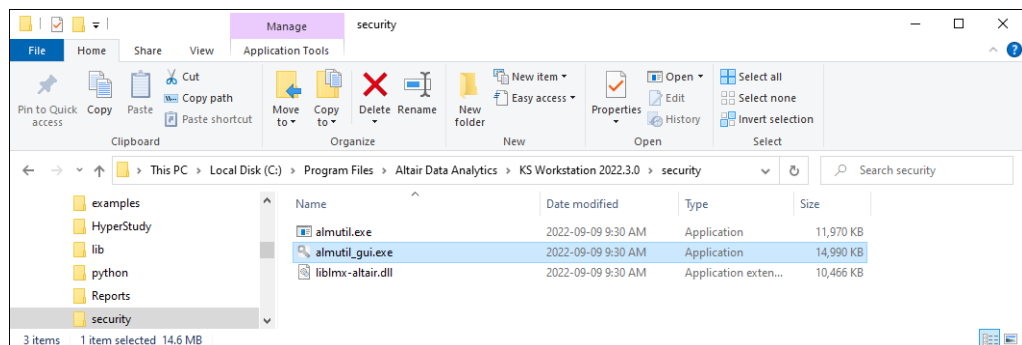 Manage security
File Home Share View Application Tools
Pin to Quick access
Copy
Paste
Cut
Copy path
Paste shortcut
Move to
Copy to
Delete
Rename
New folder
New item
Easy access
Properties
Open
Edit
History
Select all
Select none
Invert selection
Clipboard Organize New Open Select
This PC > Local Disk (C:) > Program Files > Altair Data Analytics > KS Workstation 2022.3.0 > security
Search security
examples
HyperStudy
lib
python
Reports
security
Name Date modified Type Size
almutil.exe 2022-09-09 9:30 AM Application 11,970 KB
almutil_gui.exe 2022-09-09 9:30 AM Application 14,990 KB
liblmx-altair.dll 2022-09-09 9:30 AM Application exten... 10,466 KB
3 items 1 item selected 14.6 MB